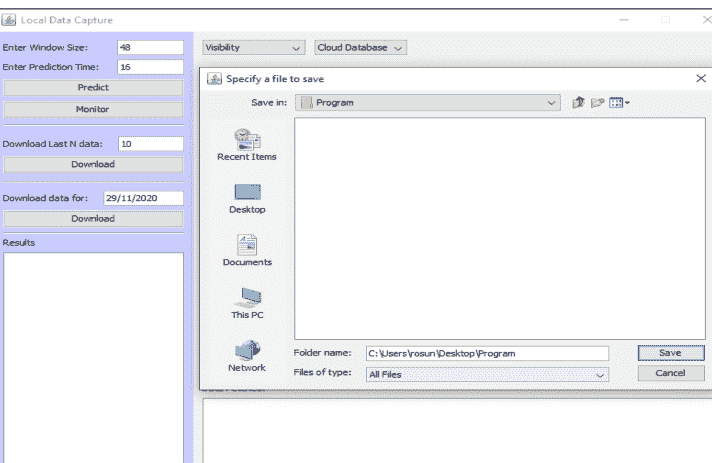 Local Data Capture
Enter Window Size: 48
Enter Prediction Time: 16
Predict
Monitor
Download Last N data: 10
Download
Download data for: 29/11/2020
Download
Results
Visibility Cloud Database
Specify a file to save
Save in: Program
Recent Items
Desktop
Documents
This PC
Network
Folder name: C:\Users\rosun\Desktop\Program Save
Files of type: All Files Cancel